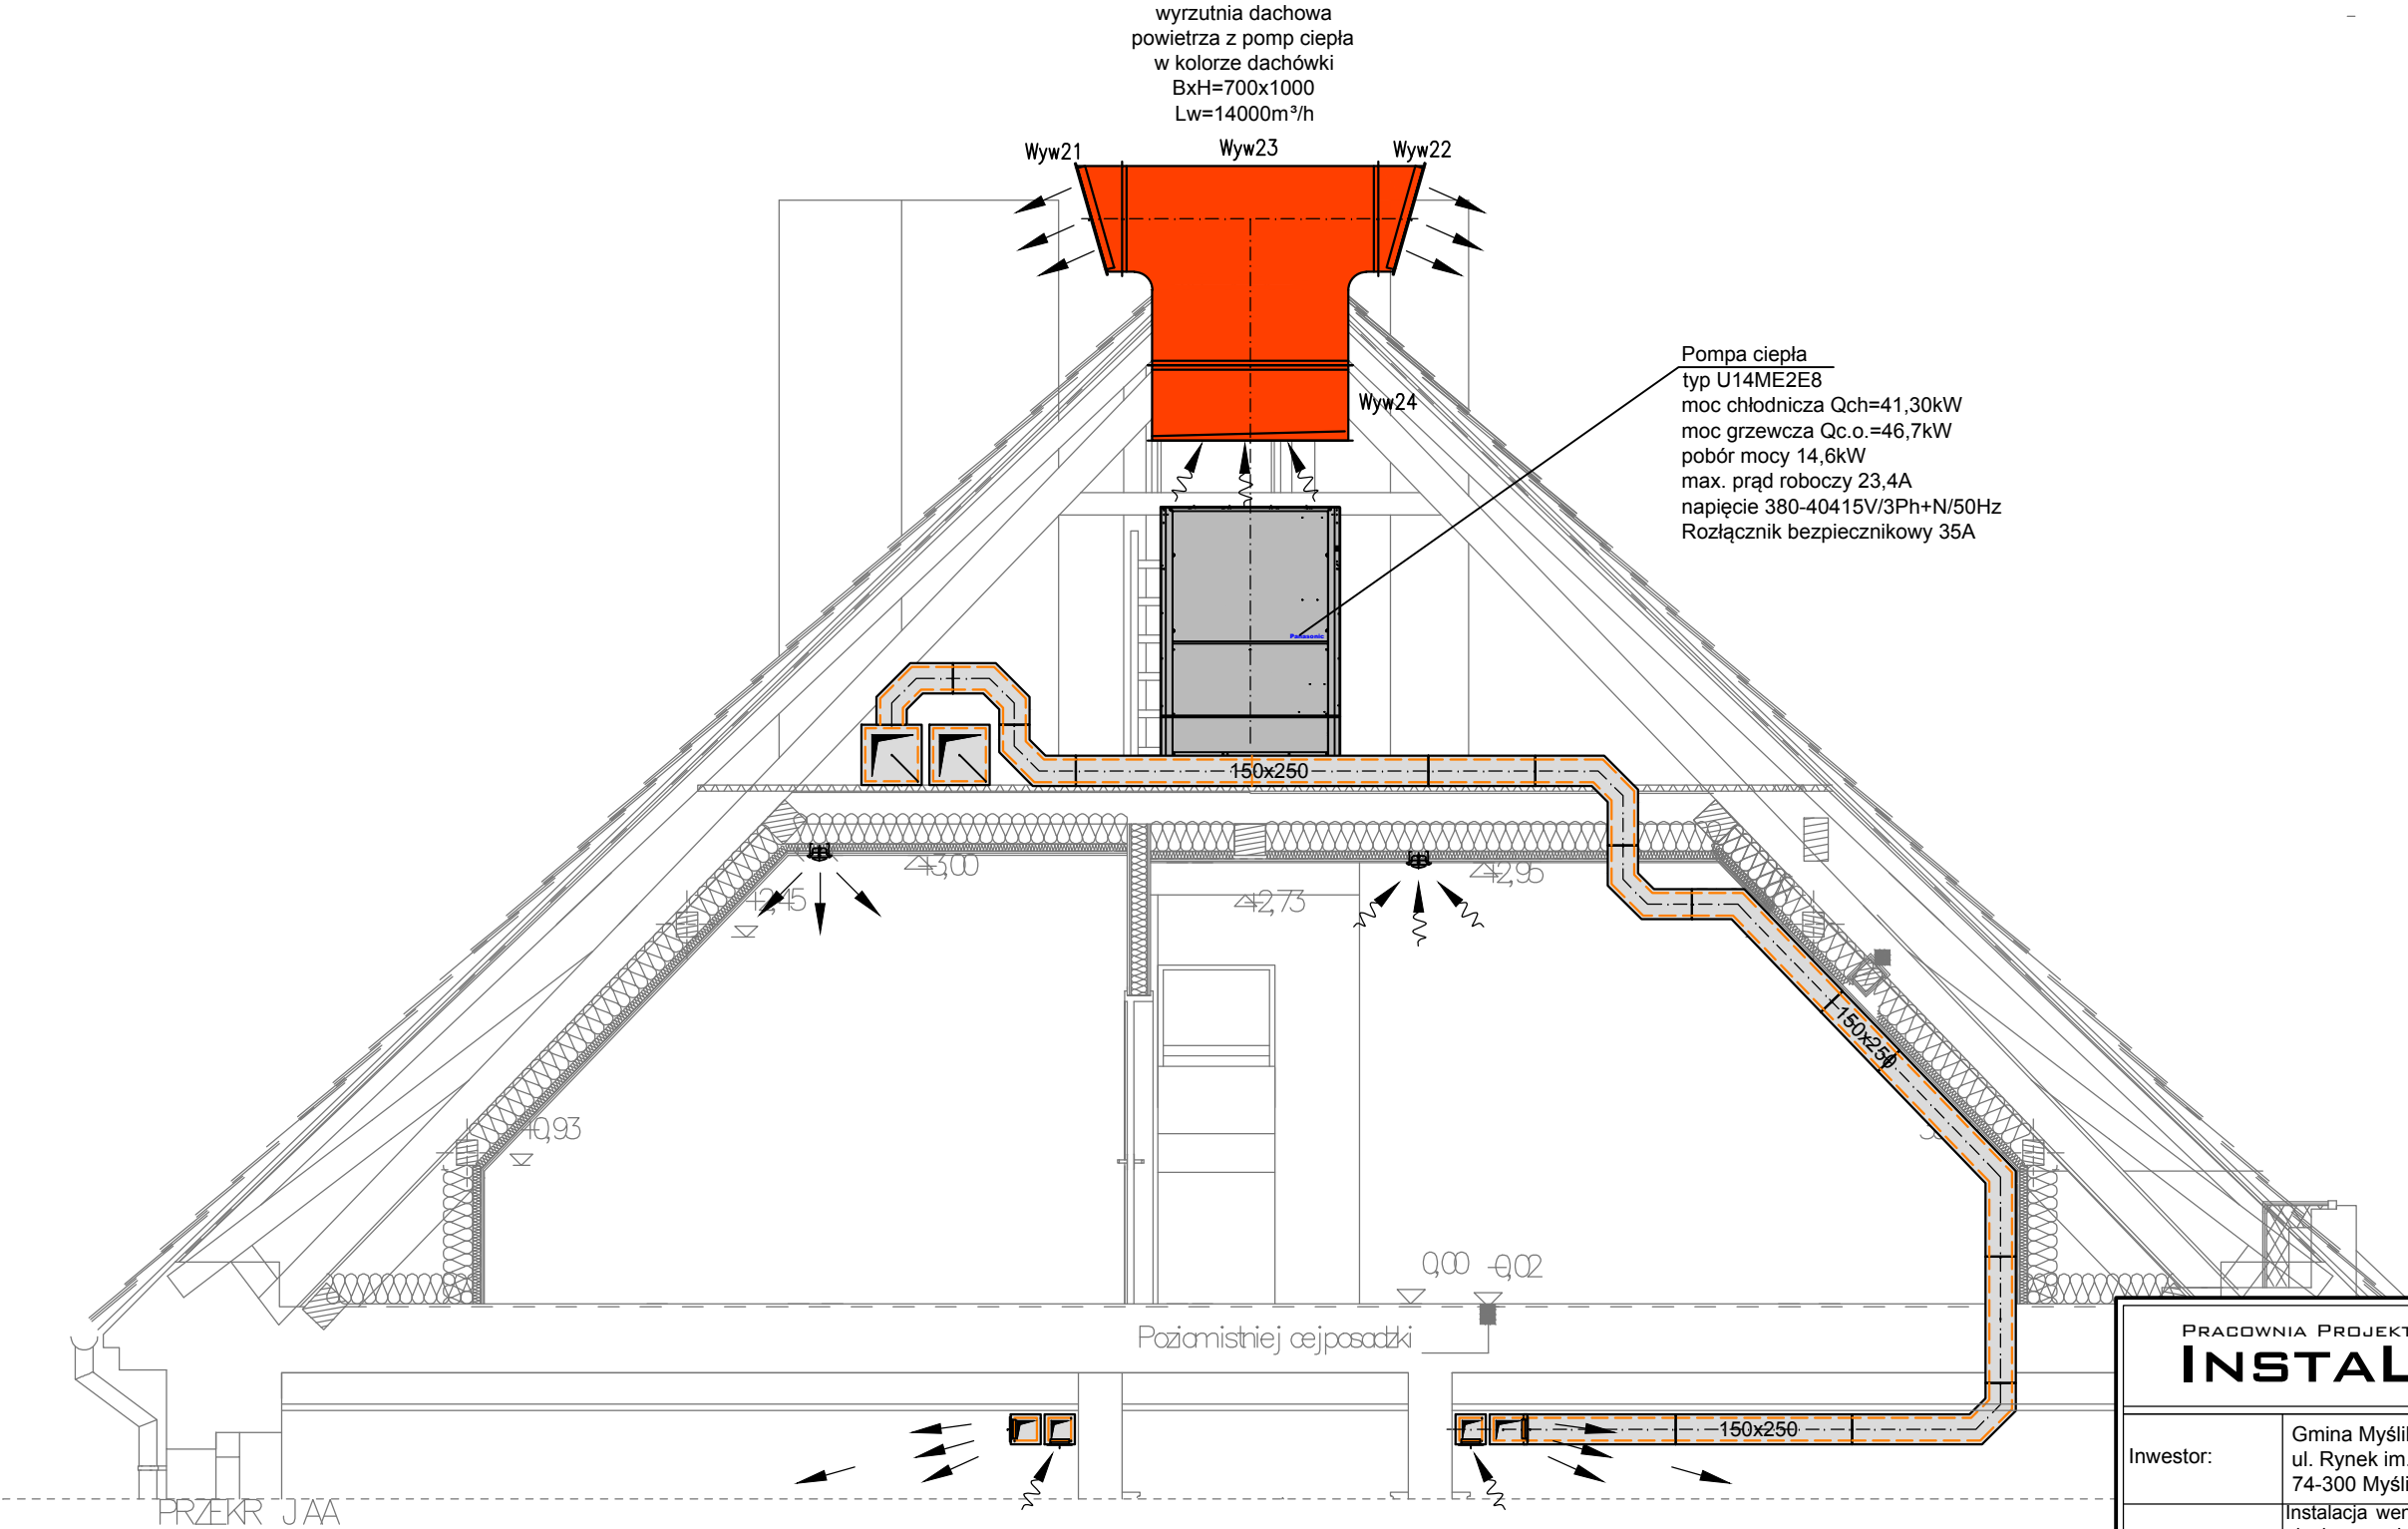 wyrzutnia dachowa
powietrza z pomp ciepła
w kolorze dachówki
BxH=700x1000
Lw=14000m³/h
Wyw21
Wyw23
Wyw22
Wyw24
Pompa ciepła
typ U14ME2E8
moc chłodnicza Qch=41,30kW
moc grzewcza Qc.o.=46,7kW
pobór mocy 14,6kW
max. prąd roboczy 23,4A
napięcie 380-40415V/3Ph+N/50Hz
Rozłącznik bezpiecznikowy 35A
Panasonic
150x250
+3,00
+2,45
+2,73
+2,95
150x250
+0,93
0,00
-0,02
Poziom istniejącej posadzki
150x250
PRZEKRÓJ AA
PRACOWNIA PROJEKT
INSTAL
Inwestor:
Gmina Myśli
ul. Rynek im.
74-300 Myśli
Instalacja we